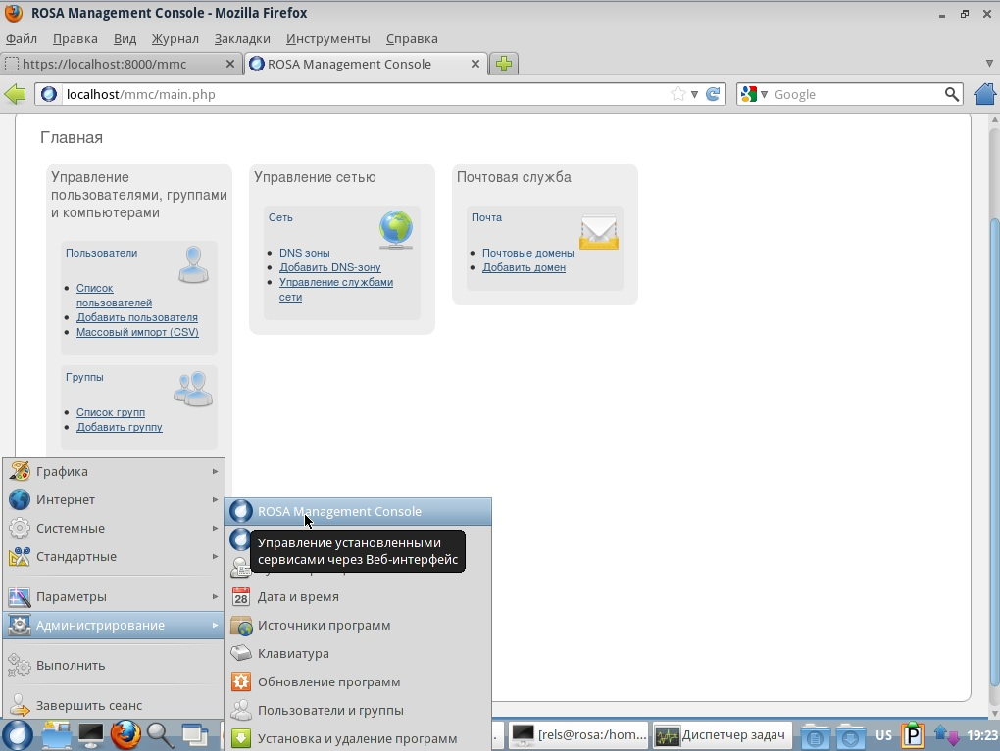 ROSA Management Console - Mozilla Firefox
Файл Правка Вид Журнал Закладки Инструменты Справка
https://localhost:8000/mmc
ROSA Management Console
localhost/mmc/main.php
Google
Главная
Управление
пользователями, группами
и компьютерами
Пользователи
Список
пользователей
Добавить пользователя
Массовый импорт (CSV)
Группы
Список групп
Добавить группу
Управление сетью
Сеть
DNS зоны
Добавить DNS-зону
Управление службами
сети
Почтовая служба
Почта
Почтовые домены
Добавить домен
Графика
Интернет
Системные
Стандартные
Параметры
Администрирование
Выполнить
Завершить сеанс
ROSA Management Console
Управление установленными
сервисами через Веб-интерфейс
28
Дата и время
Источники программ
Клавиатура
Обновление программ
Пользователи и группы
Установка и удаление программ
[rels@rosa:/hom...
Диспетчер задач
US
P
19:23